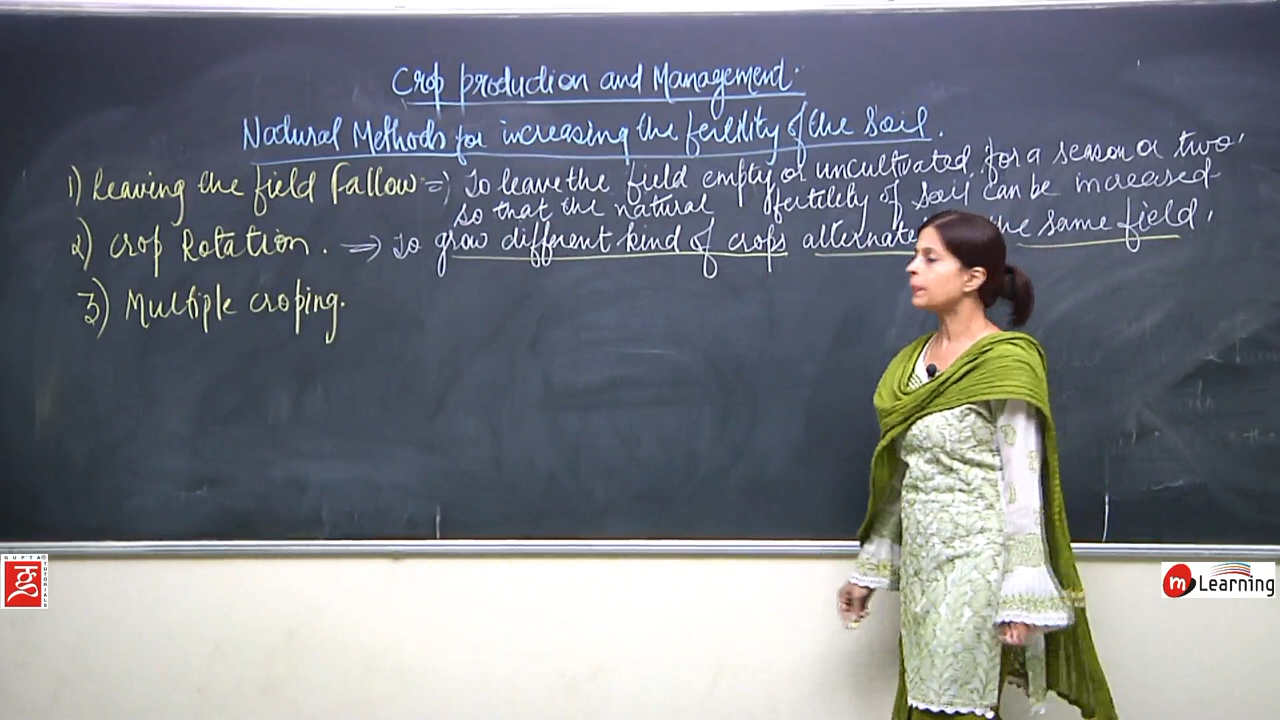 Crop production and Management.
Natural Methods for increasing the fertility of the Soil.
1) Leaving the field fallow => To leave the field empty or uncultivated for a season or two,
so that the natural fertility of soil can be increased
2) Crop Rotation. => To grow different kind of crops alternate the same field.
3) Multiple croping.
GUPTA TUTORIALS
m Learning